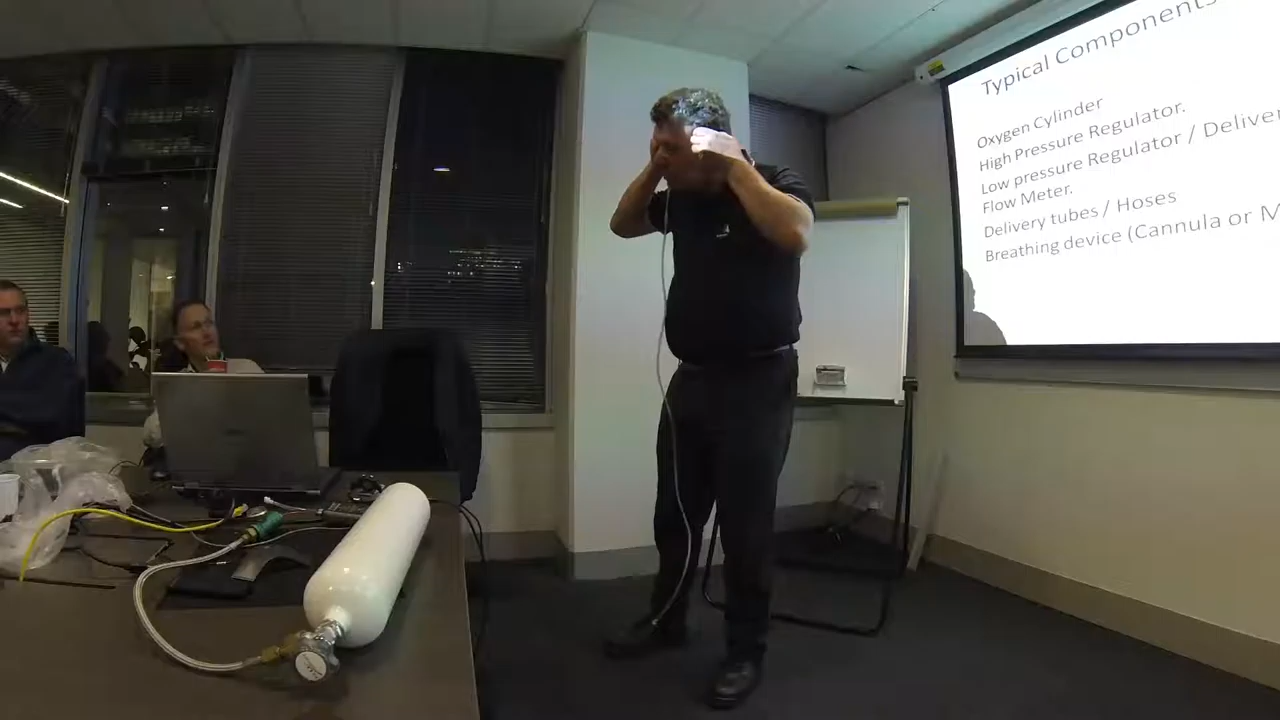 Typical Components
Oxygen Cylinder
High Pressure Regulator.
Low pressure Regulator / Deliver
Flow Meter.
Delivery tubes / Hoses
Breathing device (Cannula or M